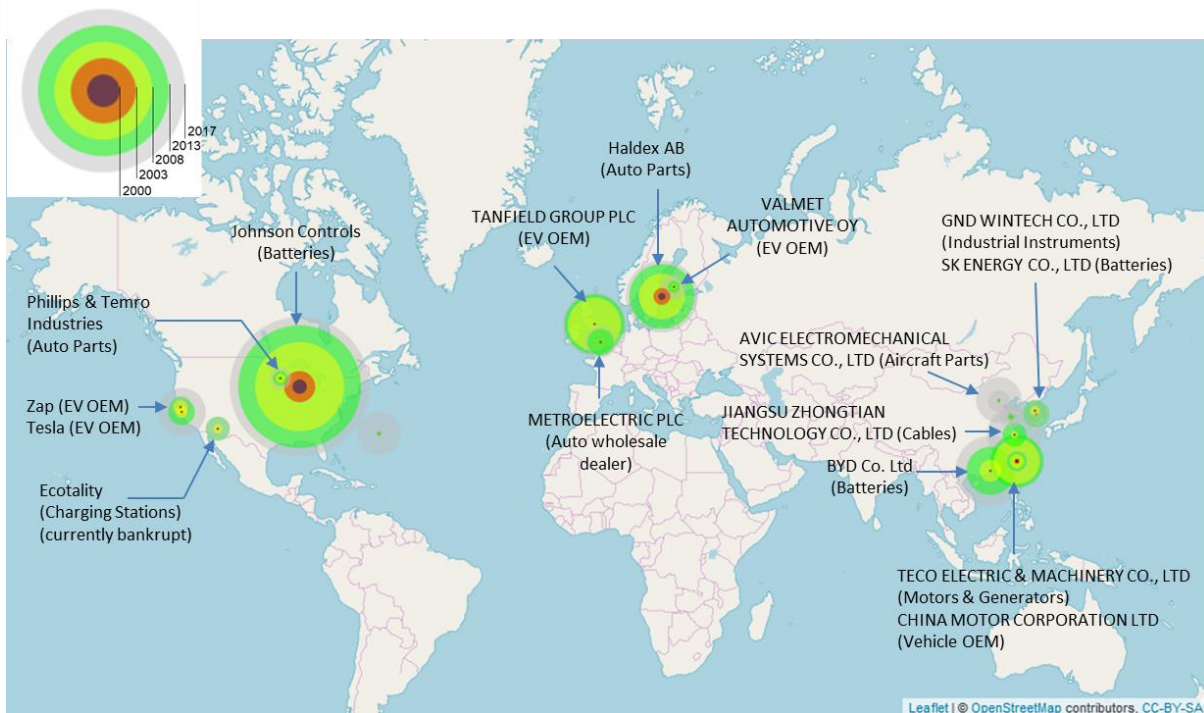 2017
2013
2008
2003
2000
Haldex AB
(Auto Parts)
TANFIELD GROUP PLC
(EV OEM)
VALMET
AUTOMOTIVE OY
(EV OEM)
GND WINTECH CO., LTD
(Industrial Instruments)
SK ENERGY CO., LTD (Batteries)
Johnson Controls
(Batteries)
Phillips & Temro
Industries
(Auto Parts)
AVIC ELECTROMECHANICAL
SYSTEMS CO., LTD (Aircraft Parts)
Zap (EV OEM)
Tesla (EV OEM)
METROELECTRIC PLC
(Auto wholesale
dealer)
JIANGSU ZHONGTIAN
TECHNOLOGY CO., LTD (Cables)
BYD Co. Ltd
(Batteries)
Ecotality
(Charging Stations)
(currently bankrupt)
TECO ELECTRIC & MACHINERY CO., LTD
(Motors & Generators)
CHINA MOTOR CORPORATION LTD
(Vehicle OEM)
Leaflet | © OpenStreetMap contributors, CC-BY-SA